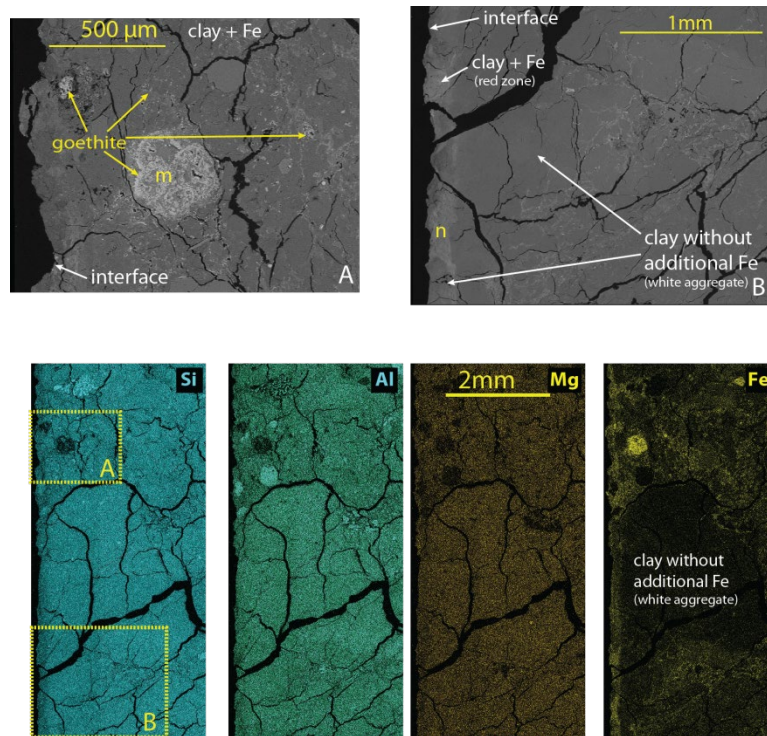 500 µm
clay + Fe
goethite
m
interface
A
interface
1mm
clay + Fe
(red zone)
n
clay without
additional Fe
(white aggregate)
B
Si
Al
2mm
Mg
Fe
A
clay without
additional Fe
(white aggregate)
B